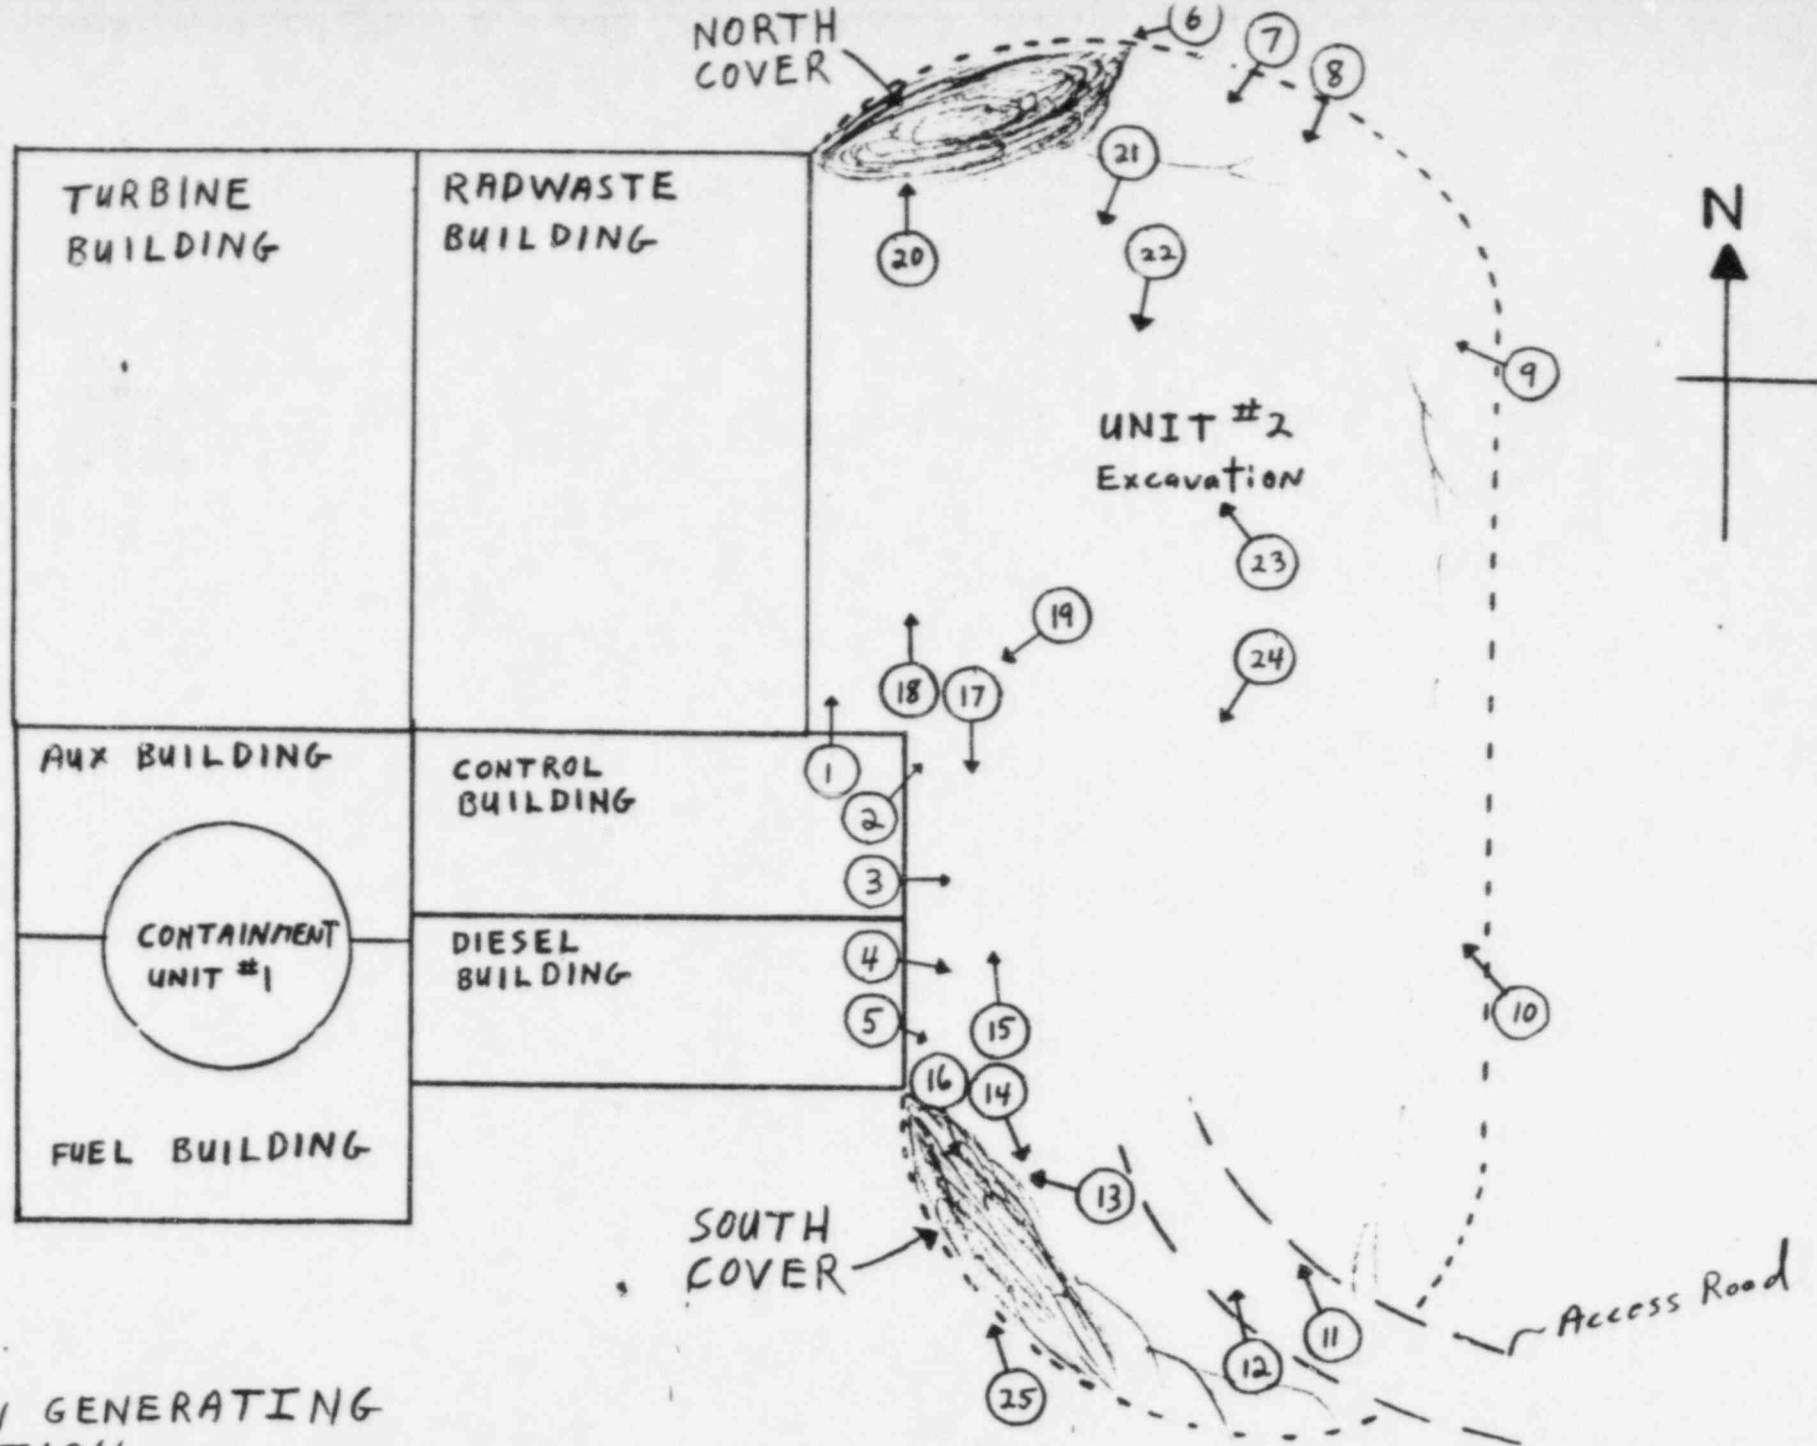 NORTH
COVER
6
7
8
N
TURBINE
BUILDING
RADWASTE
BUILDING
21
20
22
9
UNIT #2
Excavation
23
19
24
18
17
AUX BUILDING
CONTROL
BUILDING
1
2
3
CONTAINMENT
UNIT #1
DIESEL
BUILDING
4
5
15
10
16
14
FUEL BUILDING
13
SOUTH
COVER
Access Road
11
12
25
GENERATING